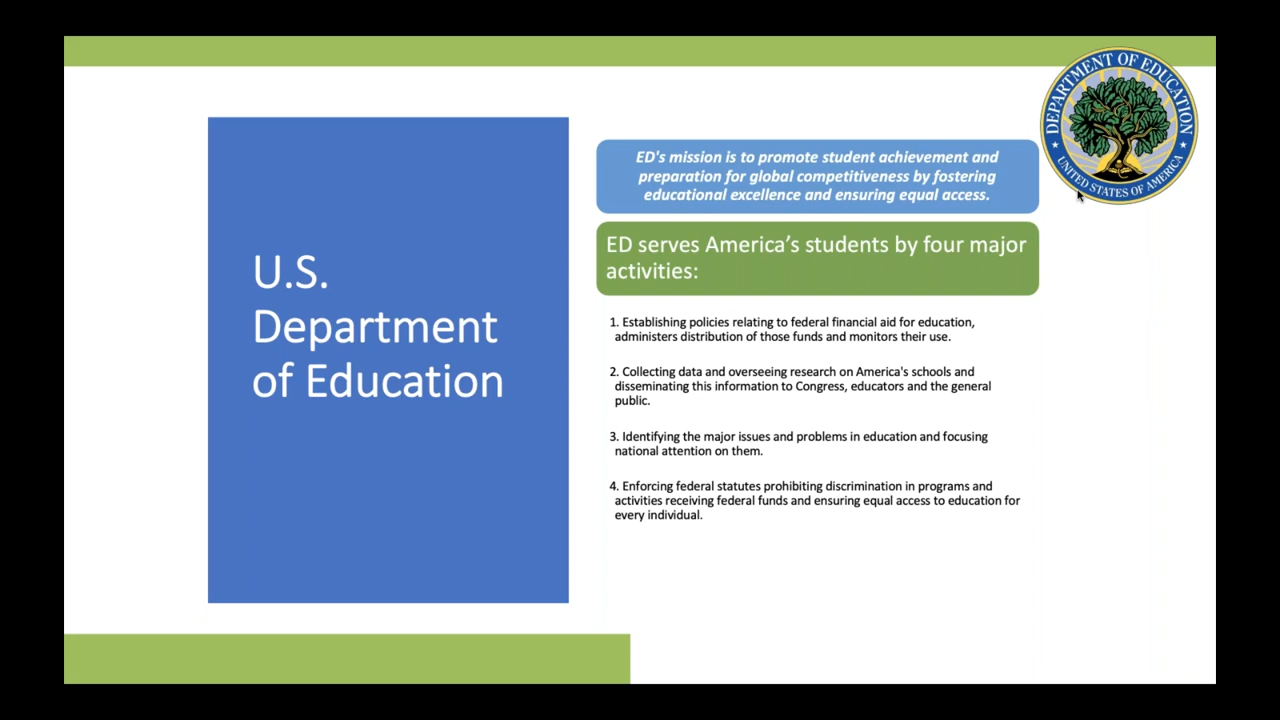 U.S.
Department
of Education
ED's mission is to promote student achievement and
preparation for global competitiveness by fostering
educational excellence and ensuring equal access.
ED serves America’s students by four major
activities:
1. Establishing policies relating to federal financial aid for education,
administers distribution of those funds and monitors their use.
2. Collecting data and overseeing research on America's schools and
disseminating this information to Congress, educators and the general
public.
3. Identifying the major issues and problems in education and focusing
national attention on them.
4. Enforcing federal statutes prohibiting discrimination in programs and
activities receiving federal funds and ensuring equal access to education for
every individual.
DEPARTMENT OF EDUCATION
UNITED STATES OF AMERICA